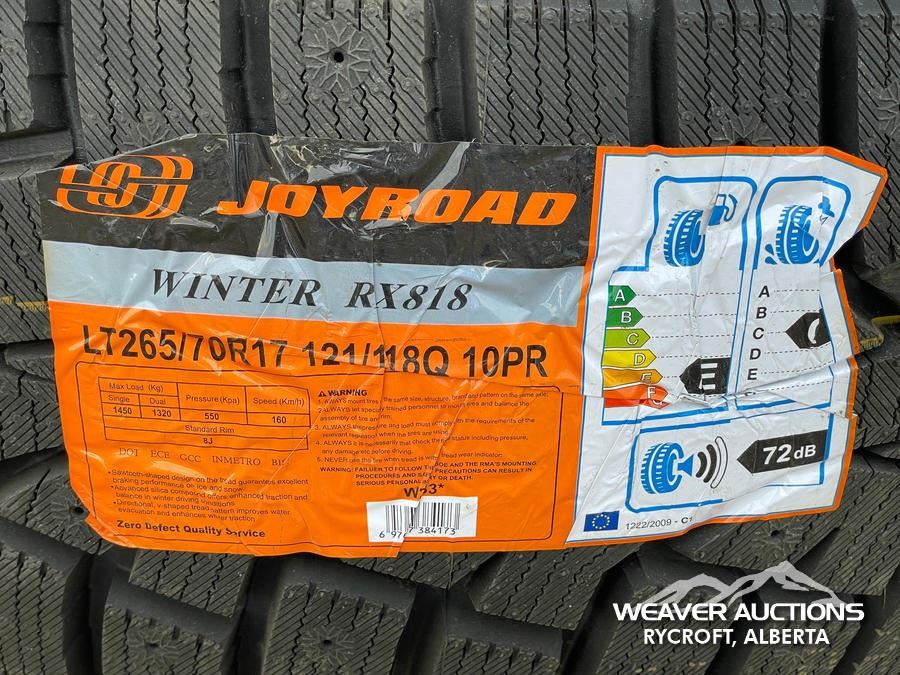 JOYROAD
WINTER RX818
LT265/70R17 121/118Q 10PR
Max Load (Kg) Pressure(Kpa) Speed(Km/h)
Single Dual
1450 1320 550 160
Standard Rim
8J
DOT ECE GCC INMETRO
•Sawtooth-shaped design on the tread guarantees excellent
braking performance on ice and snow.
•Advanced silica compound offers enhanced traction and
balance in winter driving conditions.
•Directional, v-shaped tread pattern improves water
evacuation and enhances winter traction
Zero Defect Quality Service
WARNING
1. AWAYS mount tires the same size, structure, brand and pattern on the same axle;
2. ALWAYS let specially trained personnel to mount tires and balance the
assembly of tire and rim;
3. ALWAYS the pressure and load must comply with the requirements of the
relevant regulation when the tires are using;
4. ALWAYS it is necessarily that check the tire status including pressure,
any damage etc before driving.
5. NEVER use the tire when tread is with tread wear indicator.
WARNING: FAILUER TO FOLLOW THE AND THE RMA'S MOUNTING
PROCEDURES AND SAFETY PRECAUTIONS CAN RESULT IN
SERIOUS PERSONAL OR DEATH.
6 384173
A
B
C
D
E
F
E
A
B
C
D
E
72 dB
1222/2009 - C1
WEAVER AUCTIONS
RYCROFT, ALBERTA